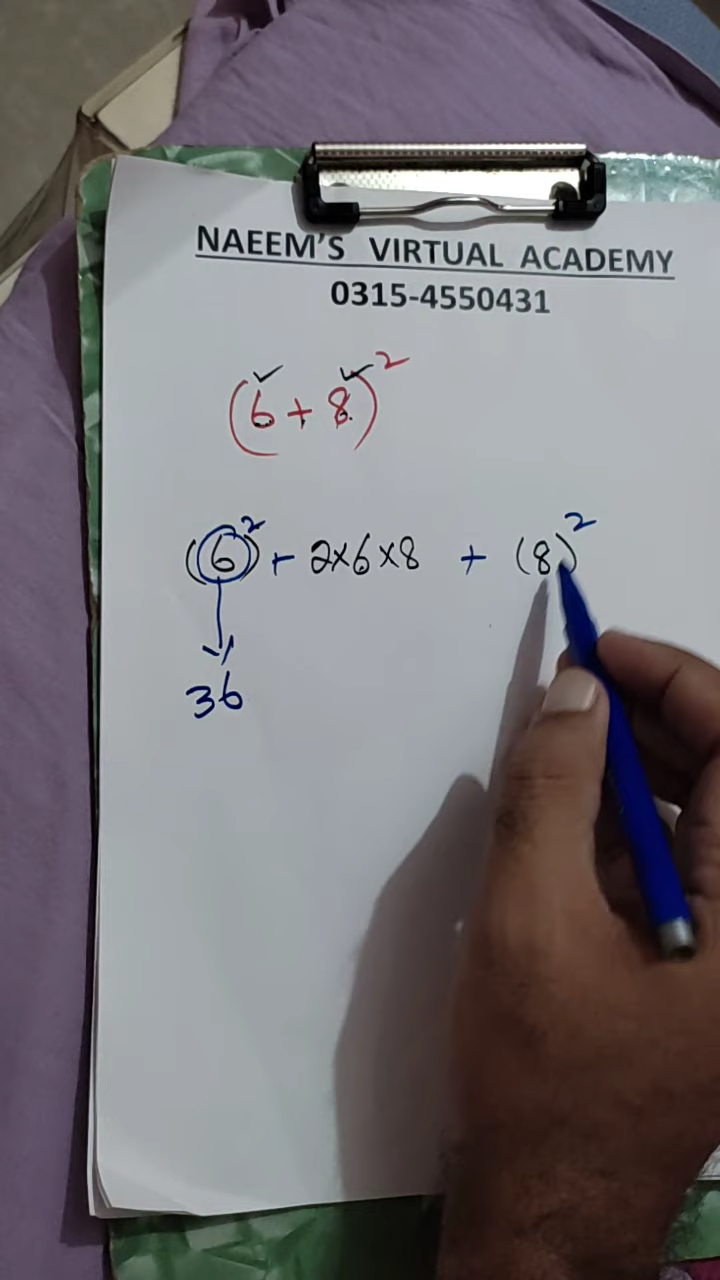 NAEEM'S VIRTUAL ACADEMY
0315-4550431
(6 + 8)²
(6)² + 2×6×8 + (8)²
36